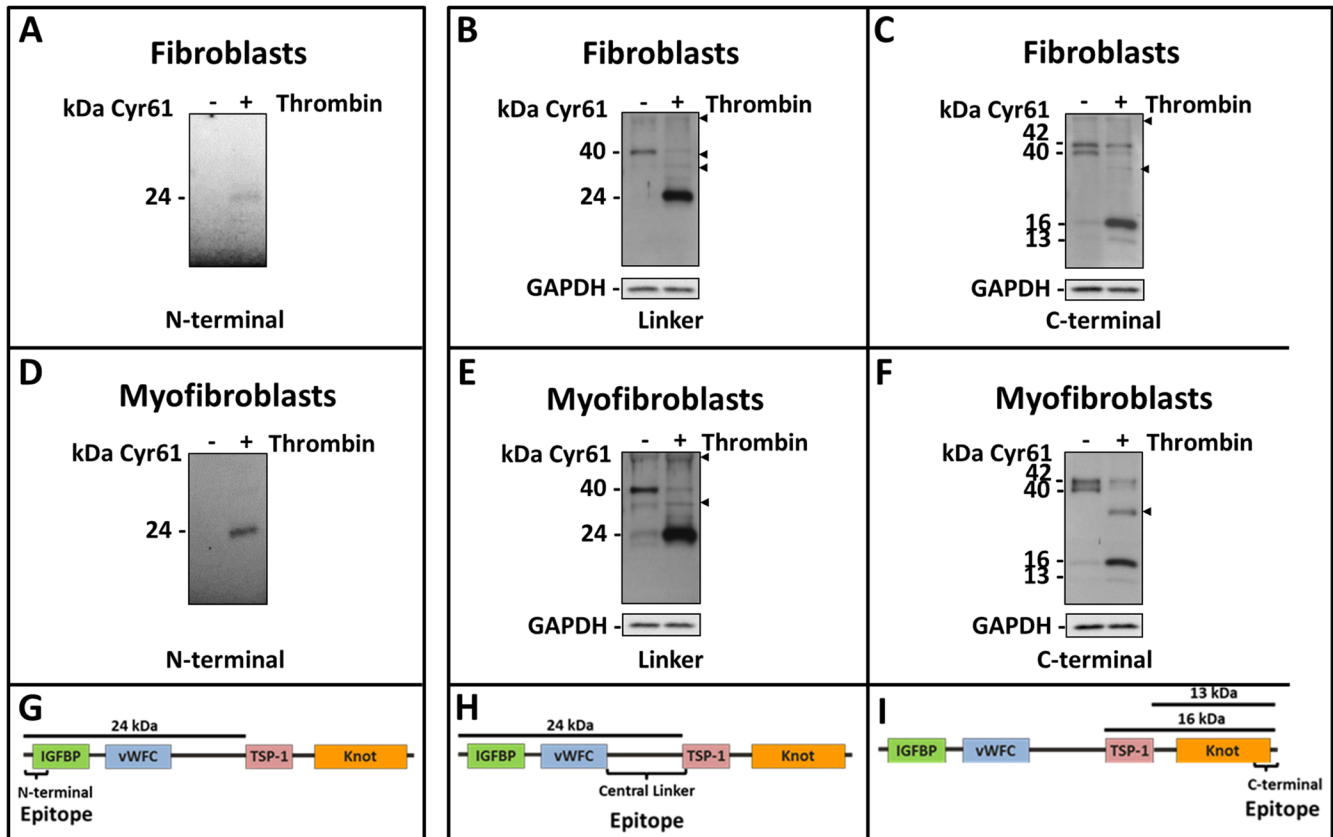 A
Fibroblasts
kDa Cyr61 - + Thrombin
24 -
N-terminal
B
Fibroblasts
kDa Cyr61 - + Thrombin
40 -
24 -
GAPDH -
Linker
C
Fibroblasts
kDa Cyr61 - + Thrombin
42 -
40 -
16 -
13 -
GAPDH -
C-terminal
D
Myofibroblasts
kDa Cyr61 - + Thrombin
24 -
N-terminal
E
Myofibroblasts
kDa Cyr61 - + Thrombin
40 -
24 -
GAPDH -
Linker
F
Myofibroblasts
kDa Cyr61 - + Thrombin
42 -
40 -
16 -
13 -
GAPDH -
C-terminal
G
24 kDa
IGFBP vWFC TSP-1 Knot
N-terminal
Epitope
H
24 kDa
IGFBP vWFC TSP-1 Knot
Central Linker
Epitope
I
13 kDa
16 kDa
IGFBP vWFC TSP-1 Knot
C-terminal
Epitope